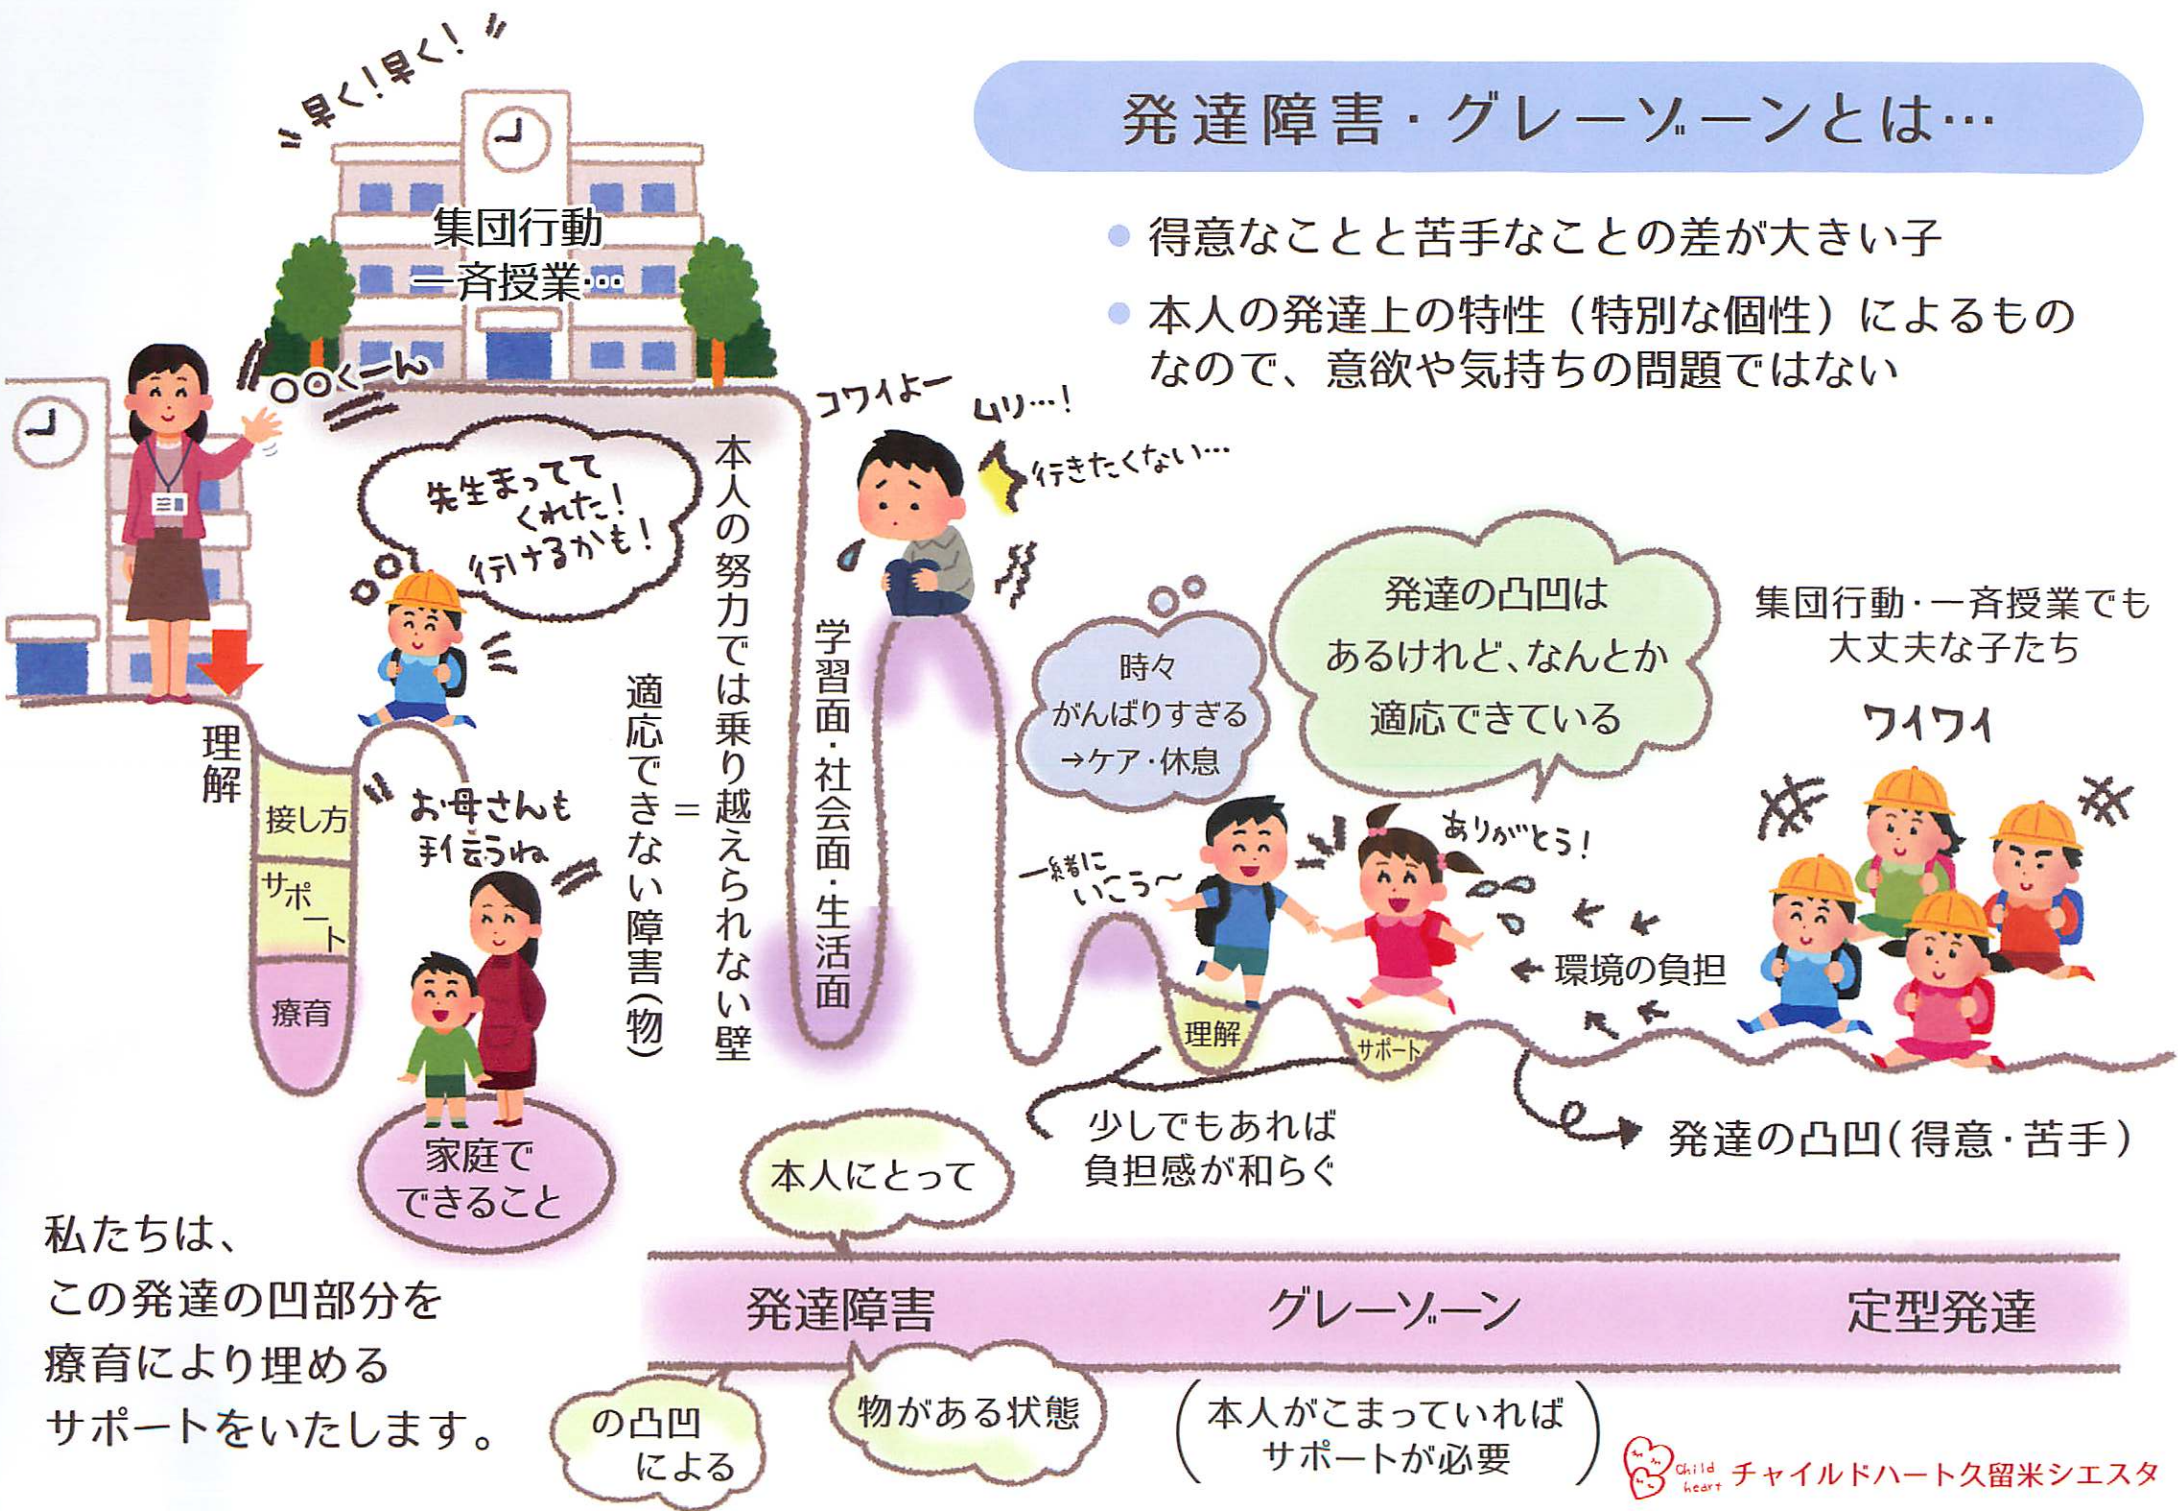 発達障害・グレーゾーンとは…
得意なことと苦手なことの差が大きい子
本人の発達上の特性（特別な個性）によるもの
なので、意欲や気持ちの問題ではない
早く！早く！
集団行動
一斉授業…
○○くーん
先生まってて
くれた！
行けるかも！
本人の努力では乗り越えられない壁
＝
適応できない障害（物）
コワイよー
ムリ…！
行きたくない…
学習面・社会面・生活面
理解
接し方
サポート
療育
お母さんも
手伝うね
家庭で
できること
時々
がんばりすぎる
→ケア・休息
発達の凸凹は
あるけれど、なんとか
適応できている
一緒に
いこう～
ありがとう！
理解
サポート
少しでもあれば
負担感が和らぐ
集団行動・一斉授業でも
大丈夫な子たち
ワイワイ
環境の負担
発達の凸凹（得意・苦手）
私たちは、
この発達の凹部分を
療育により埋める
サポートをいたします。
本人にとって
発達障害
グレーゾーン
定型発達
の凸凹
による
物がある状態
（本人がこまっていれば
サポートが必要）
Child
heart
チャイルドハート久留米シエスタ